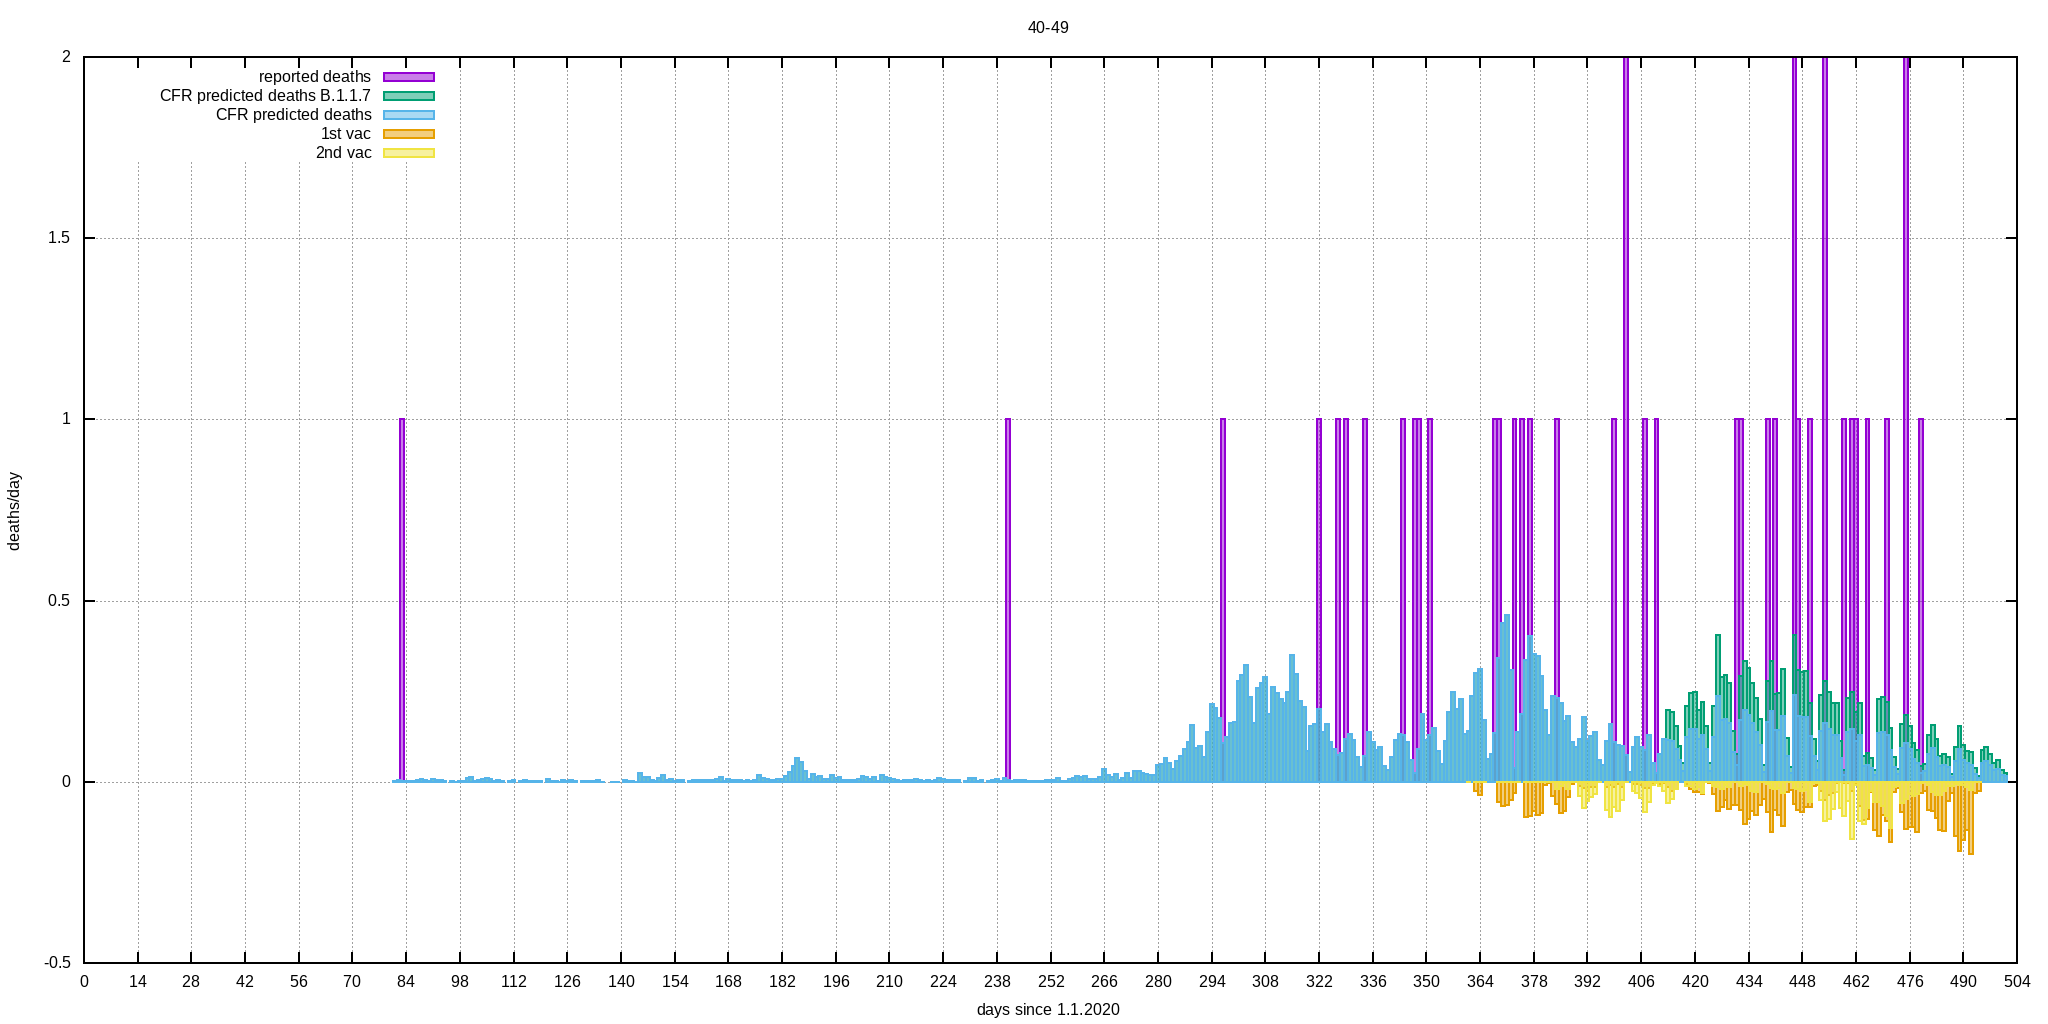 40-49
2
reported deaths
CFR predicted deaths B.1.1.7
CFR predicted deaths
1st vac
2nd vac
1.5
1
deaths/day
0.5
0
-0.5
0 14 28 42 56 70 84 98 112 126 140 154 168 182 196 210 224 238 252 266 280 294 308 322 336 350 364 378 392 406 420 434 448 462 476 490 504
days since 1.1.2020